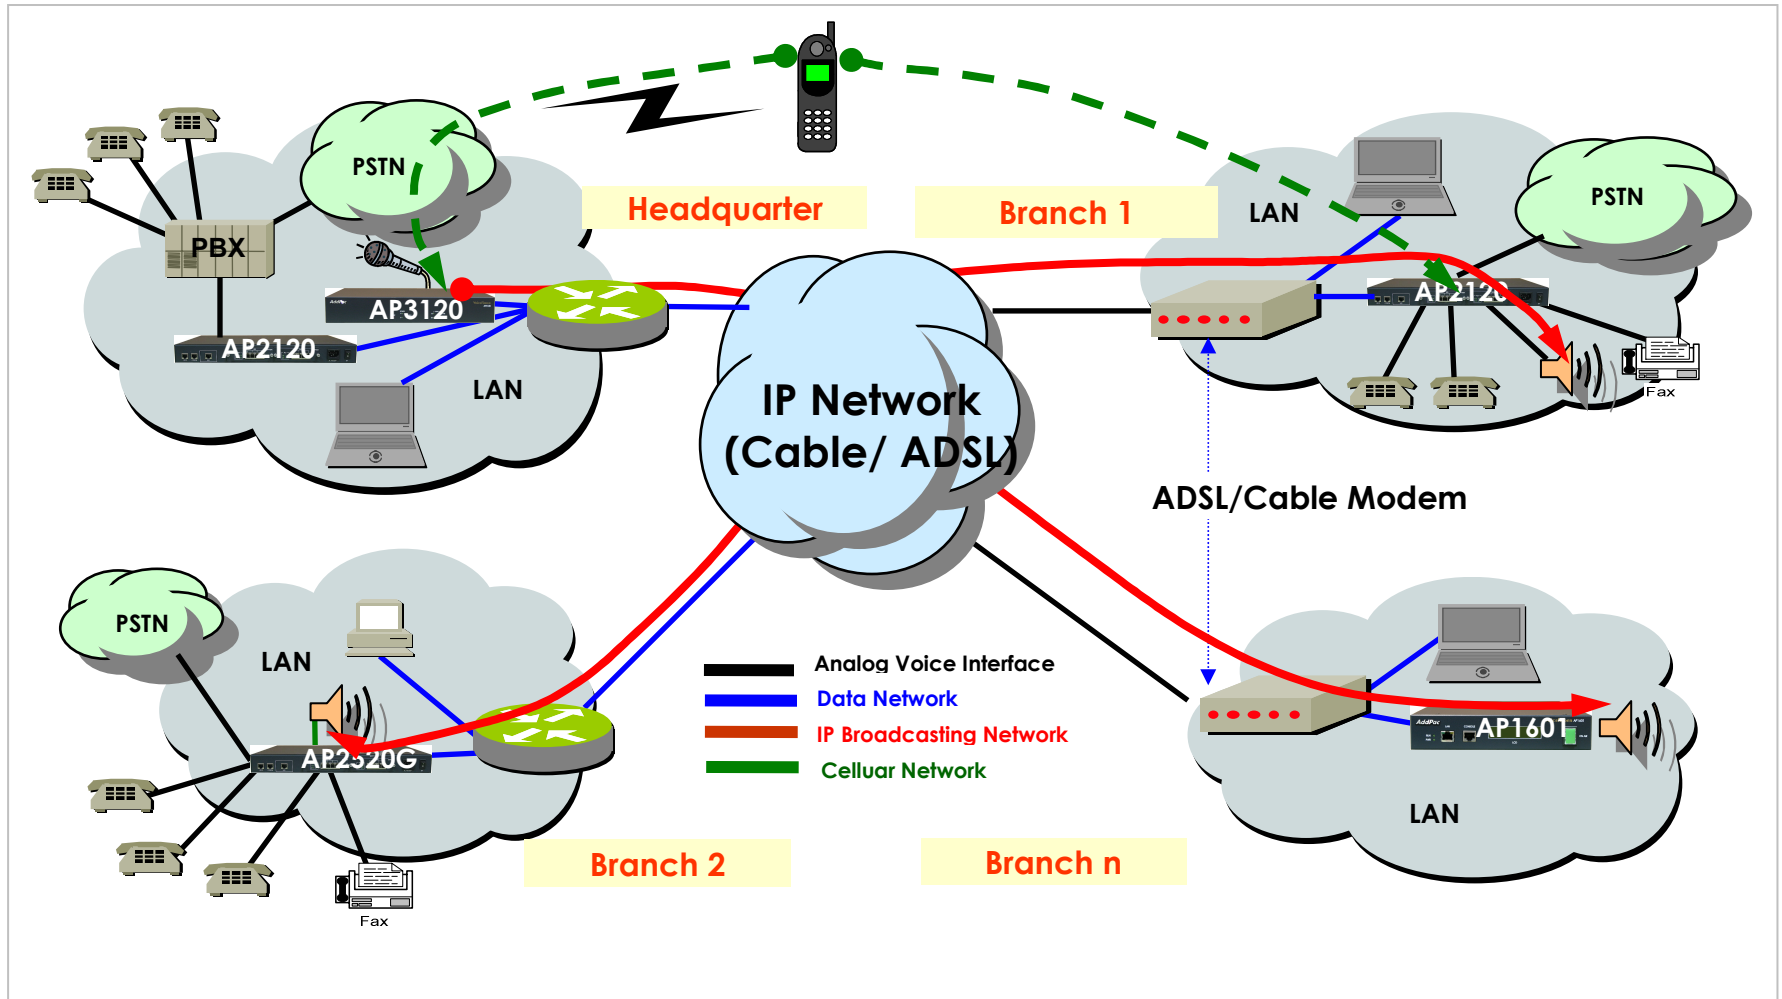 PSTN
Headquarter
Branch 1
LAN
PSTN
PBX
AddPac
AP3120
AP2120
AP2120
LAN
Fax
IP Network
(Cable/ ADSL)
ADSL/Cable Modem
PSTN
LAN
Analog Voice Interface
Data Network
IP Broadcasting Network
Celluar Network
AddPac
AP1601
AP2520G
LAN
Branch 2
Branch n
Fax